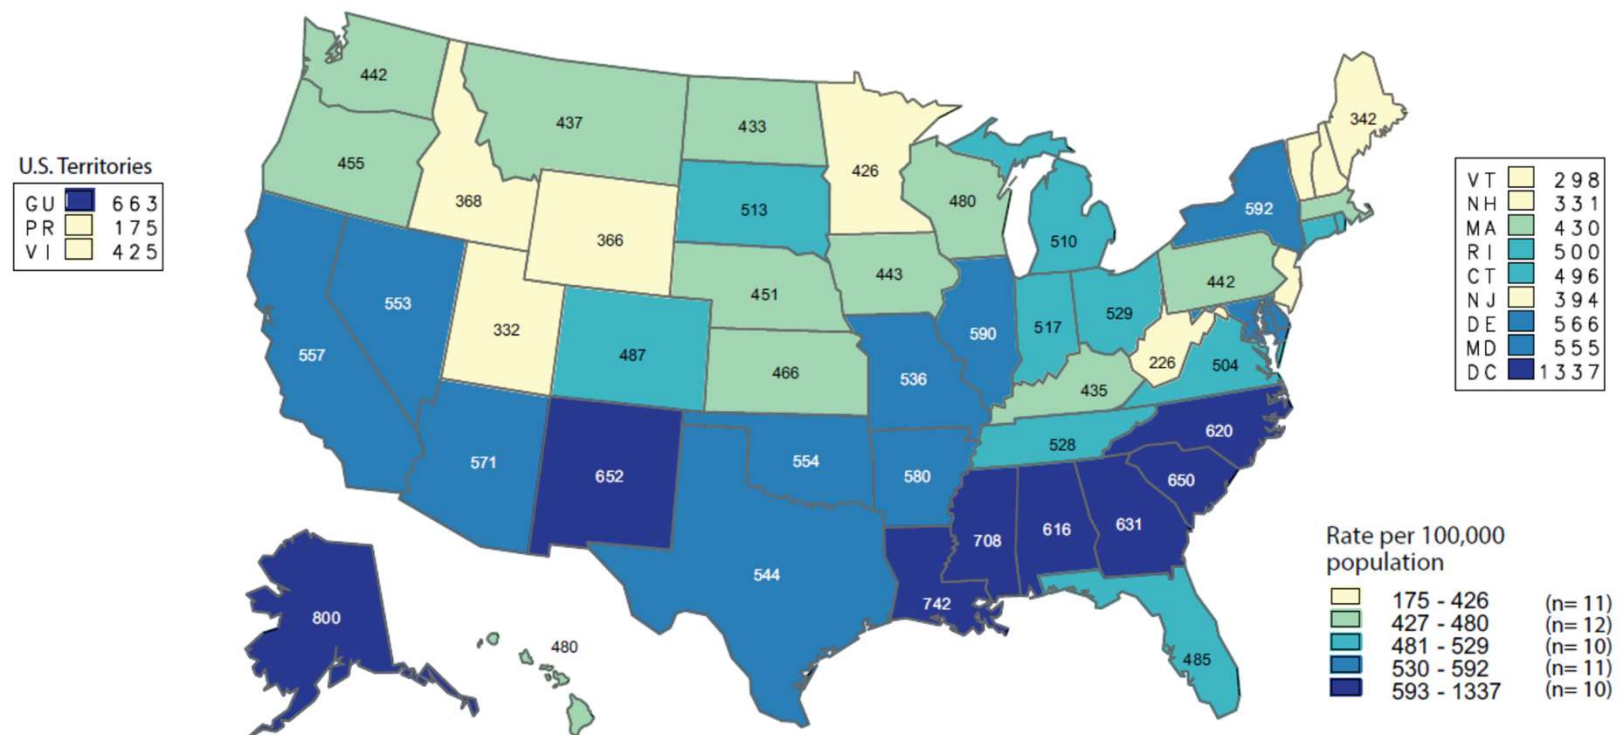 442
437
433
426
342
455
368
513
480
592
366
510
443
442
451
553
332
590
517
529
487
226
504
557
466
536
435
620
528
571
652
554
580
650
708
616
631
544
742
800
480
485
U.S. Territories
GU 663
PR 175
VI 425
VT 298
NH 331
MA 430
RI 500
CT 496
NJ 394
DE 566
MD 555
DC 1337
Rate per 100,000
population
175 - 426 (n= 11)
427 - 480 (n= 12)
481 - 529 (n= 10)
530 - 592 (n= 11)
593 - 1337 (n= 10)